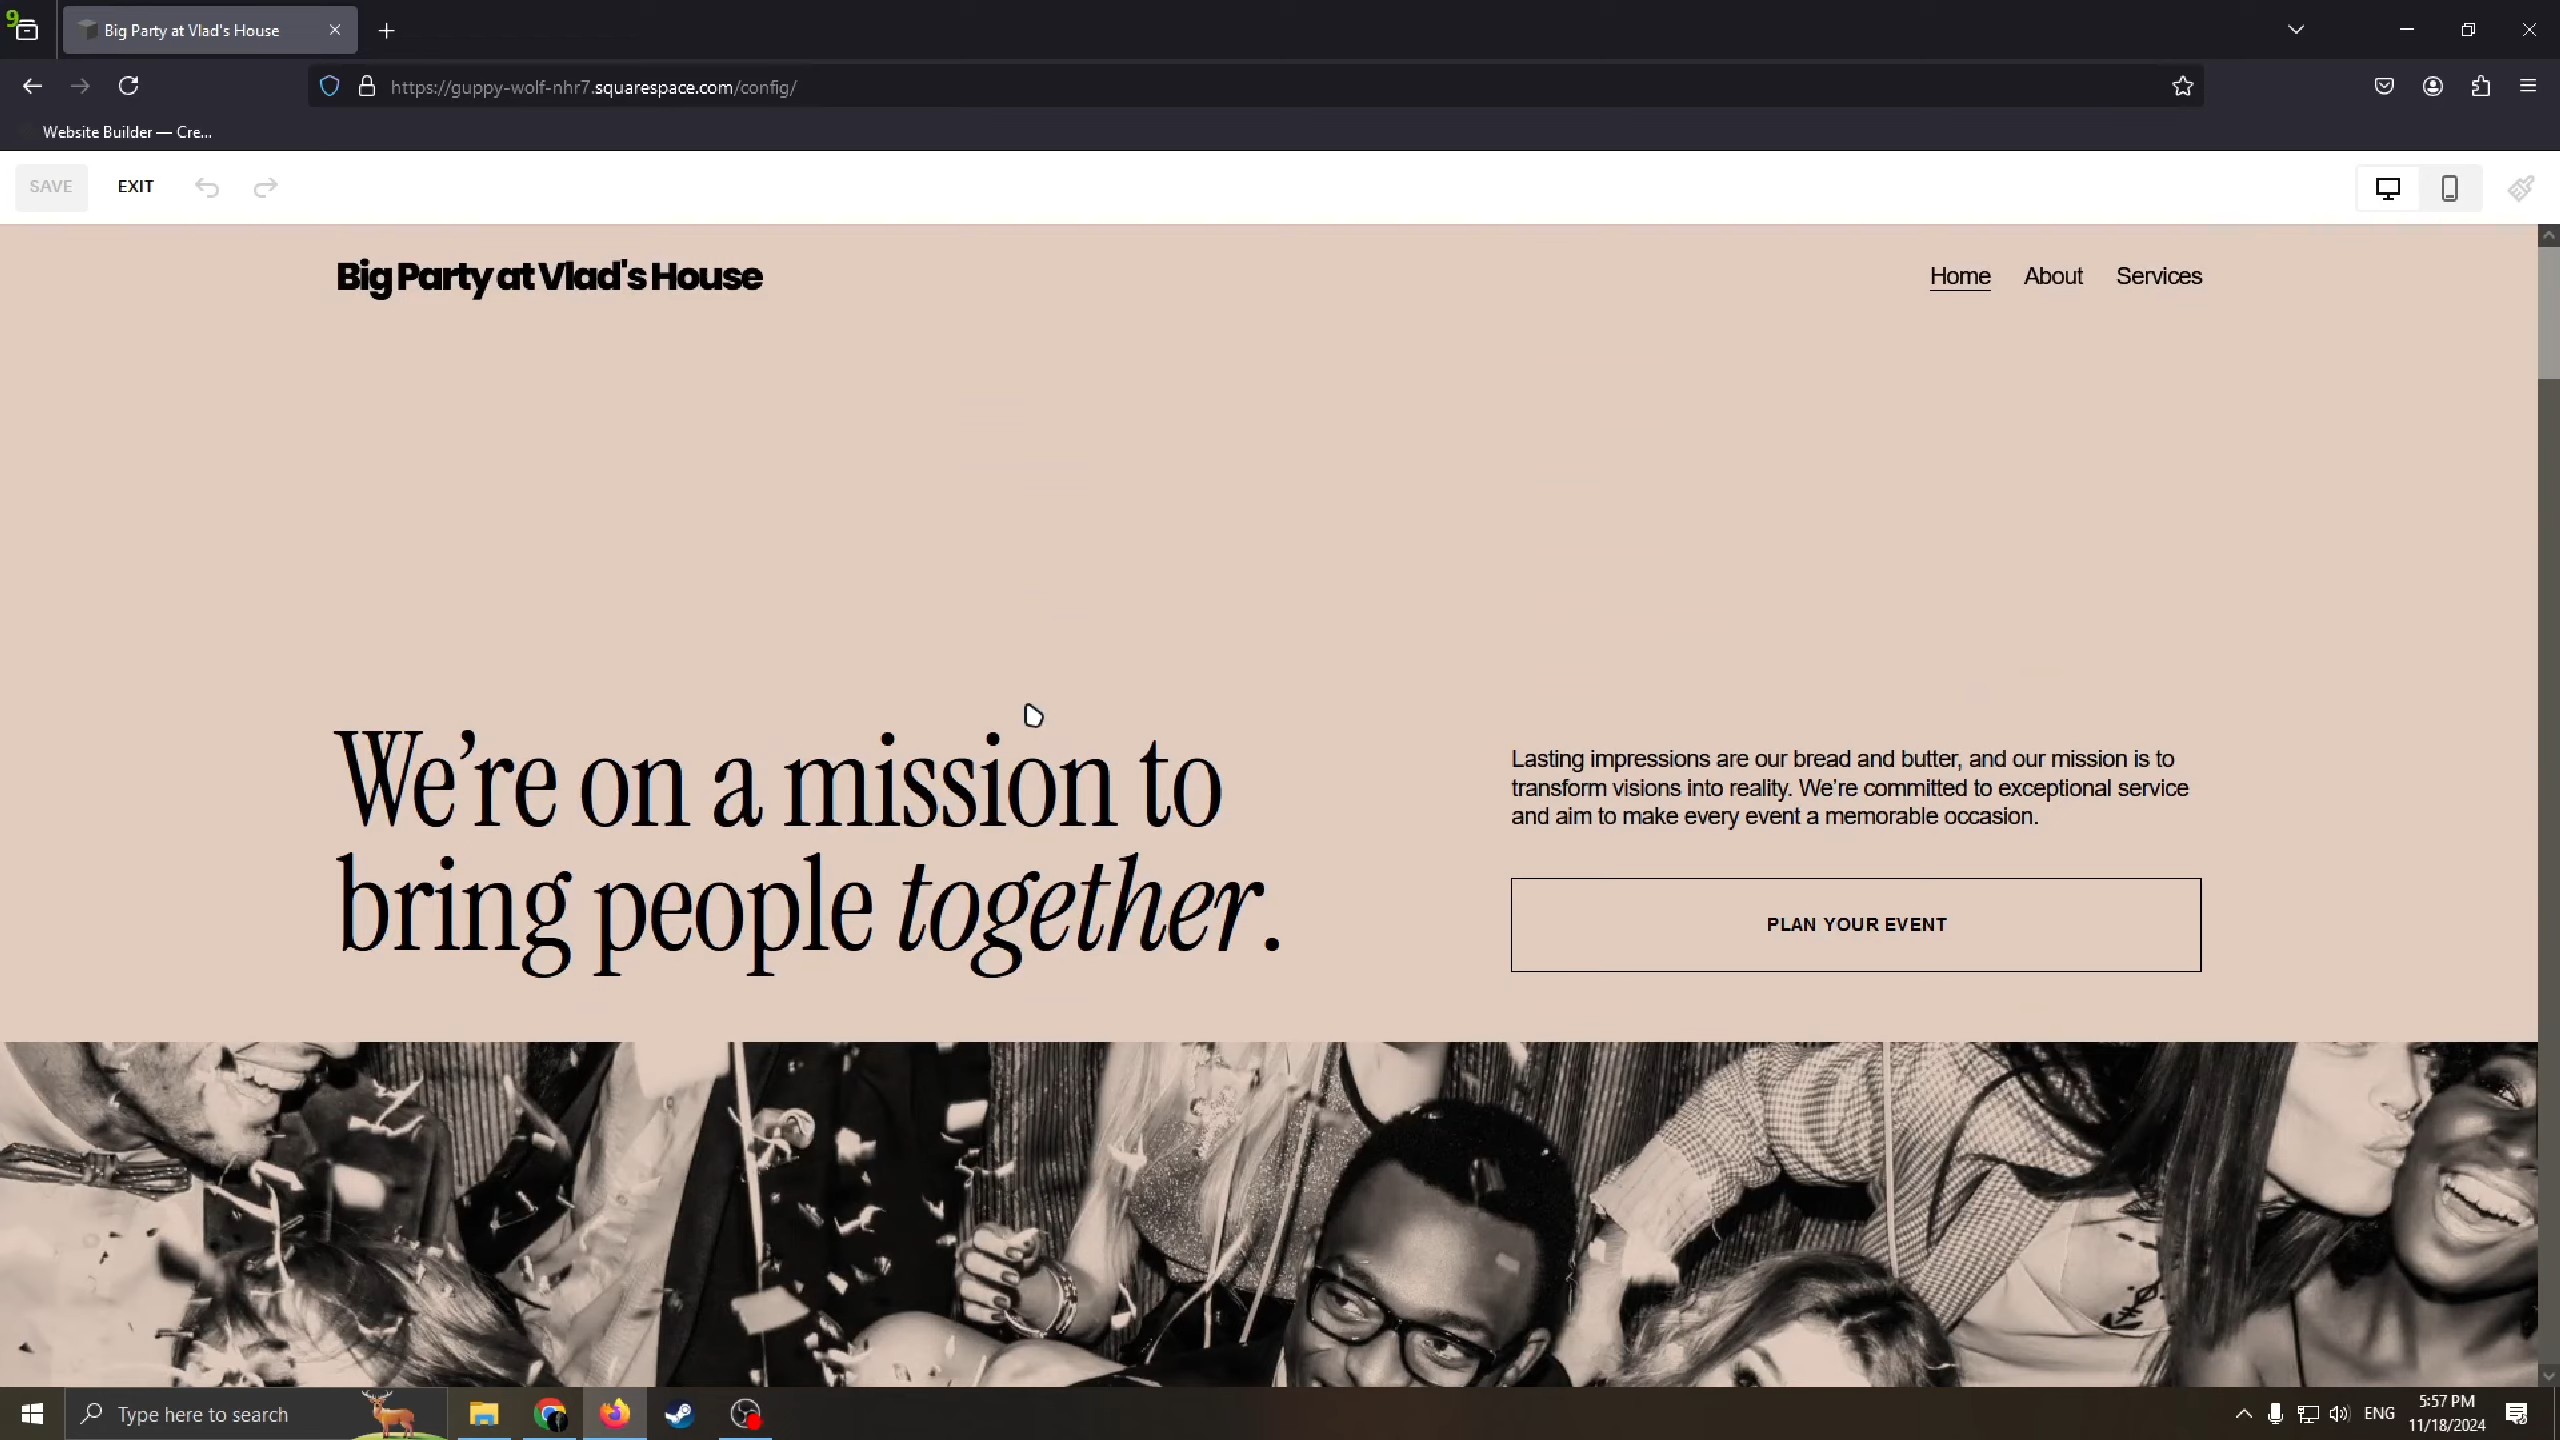 9
Big Party at Vlad's House
https://guppy-wolf-nhr7.squarespace.com/config/
Website Builder — Cre...
SAVE
EXIT
Big Party at Vlad's House
Home
About
Services
We’re on a mission to
bring people together.
Lasting impressions are our bread and butter, and our mission is to
transform visions into reality. We’re committed to exceptional service
and aim to make every event a memorable occasion.
PLAN YOUR EVENT
Type here to search
ENG
5:57 PM
11/18/2024